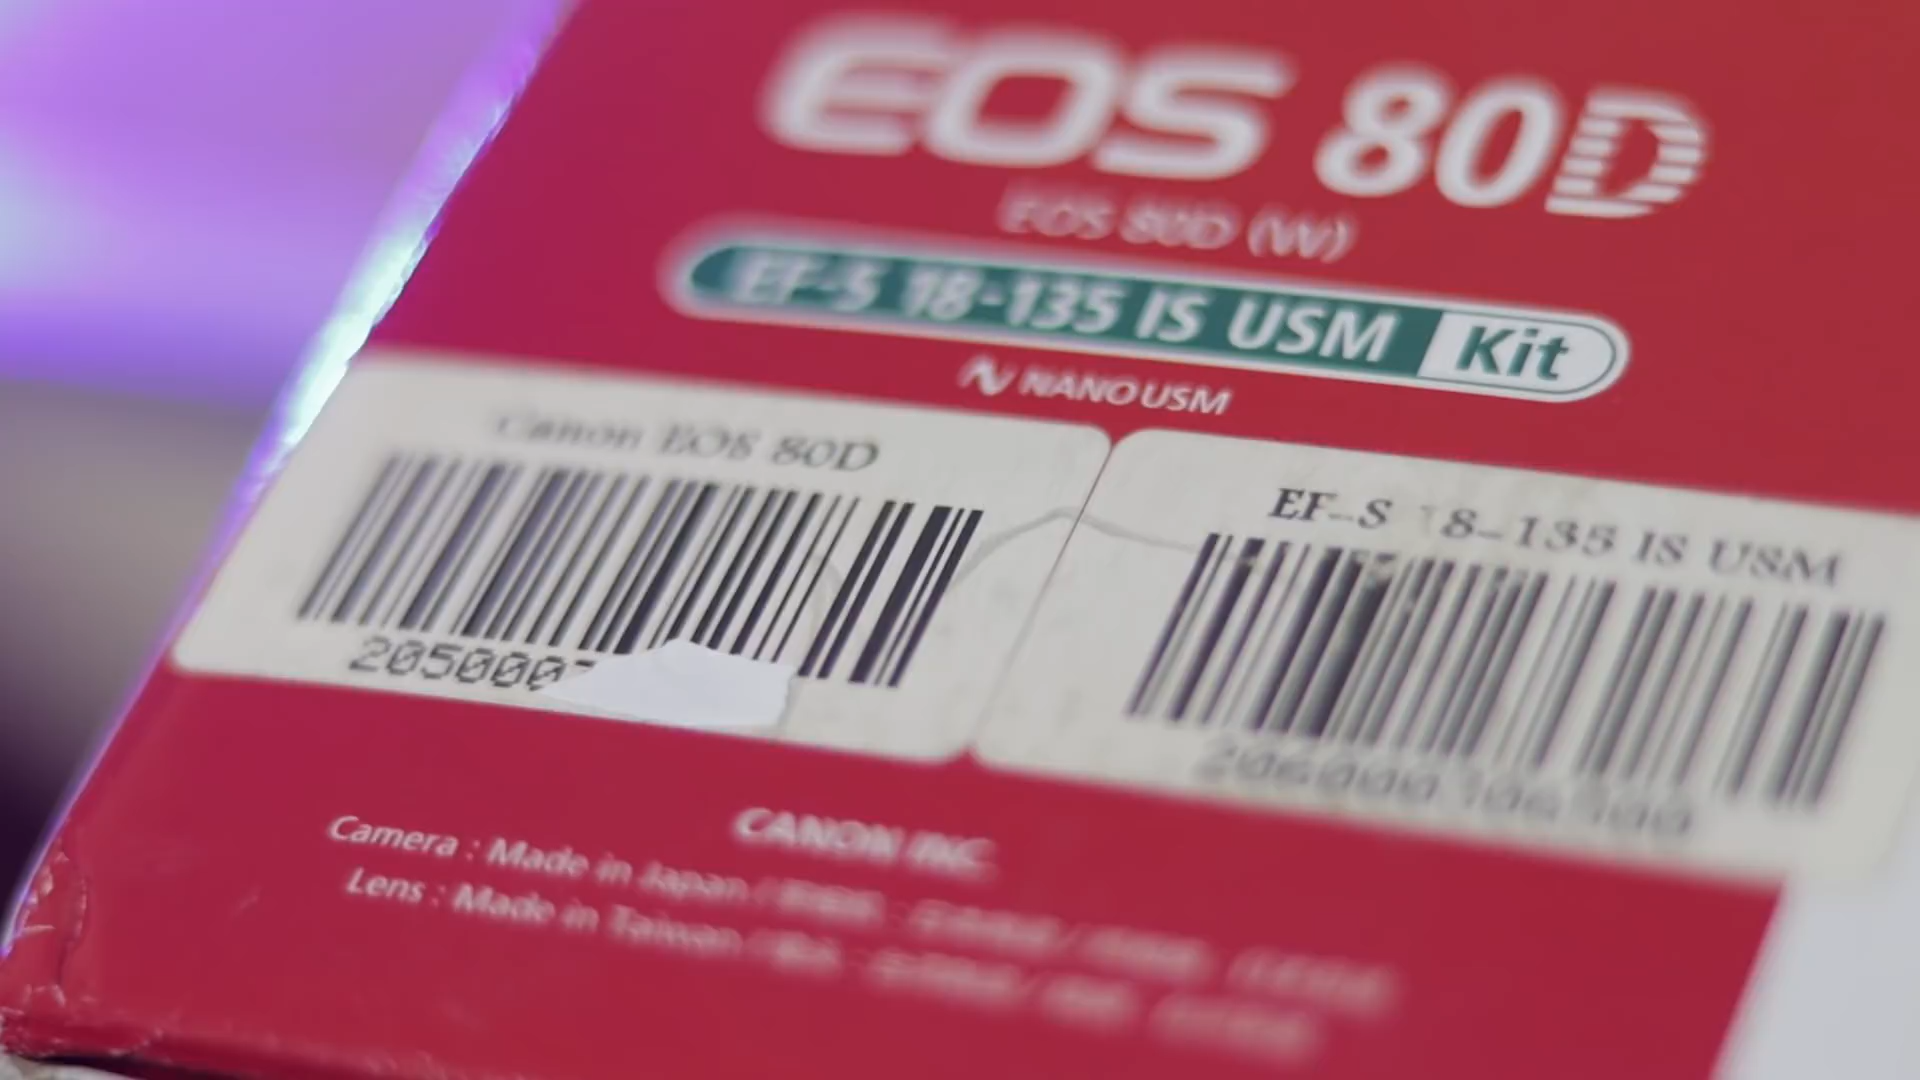 EOS 80D
EOS 80D (W)
EF-S 18-135 IS USM Kit
NANO USM
Canon EOS 80D
2050007
EF-S 18-135 IS USM
CANON INC.
Camera : Made in Japan /
Lens : Made in Taiwan /